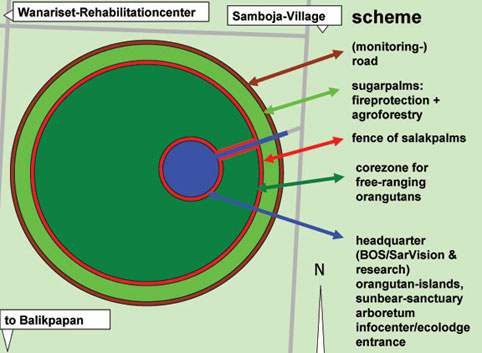 Wanariset-Rehabilitationcenter
Samboja-Village
scheme
(monitoring-)
road
sugarpalms:
fireprotection +
agroforestry
fence of salakpalms
corezone for
free-ranging
orangutans
headquarter
(BOS/SarVision &
research)
orangutan-islands,
sunbear-sanctuary
arboretum
infocenter/ecolodge
entrance
N
to Balikpapan